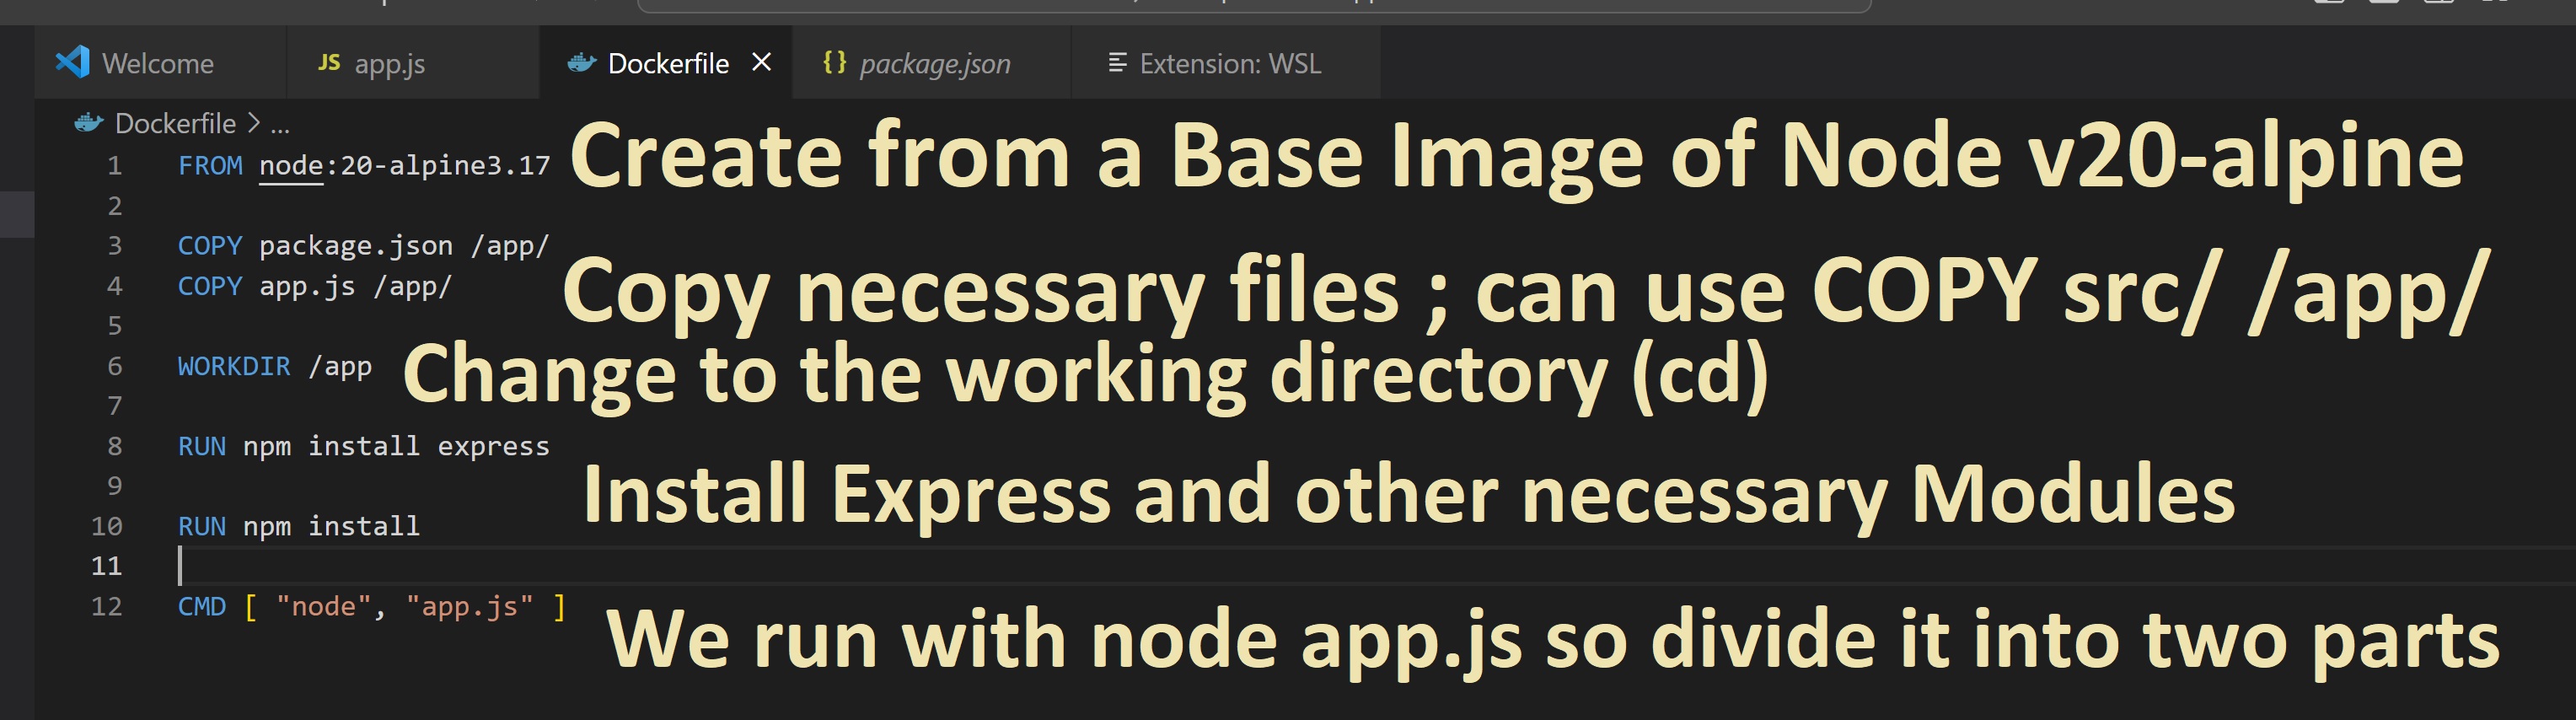 Welcome
JS app.js
Dockerfile
{} package.json
Extension: WSL
Dockerfile > ...
1 FROM node:20-alpine3.17
Create from a Base Image of Node v20-alpine
2
3 COPY package.json /app/
4 COPY app.js /app/
Copy necessary files ; can use COPY src/ /app/
5
6 WORKDIR /app
Change to the working directory (cd)
7
8 RUN npm install express
Install Express and other necessary Modules
9
10 RUN npm install
11
12 CMD [ "node", "app.js" ]
We run with node app.js so divide it into two parts